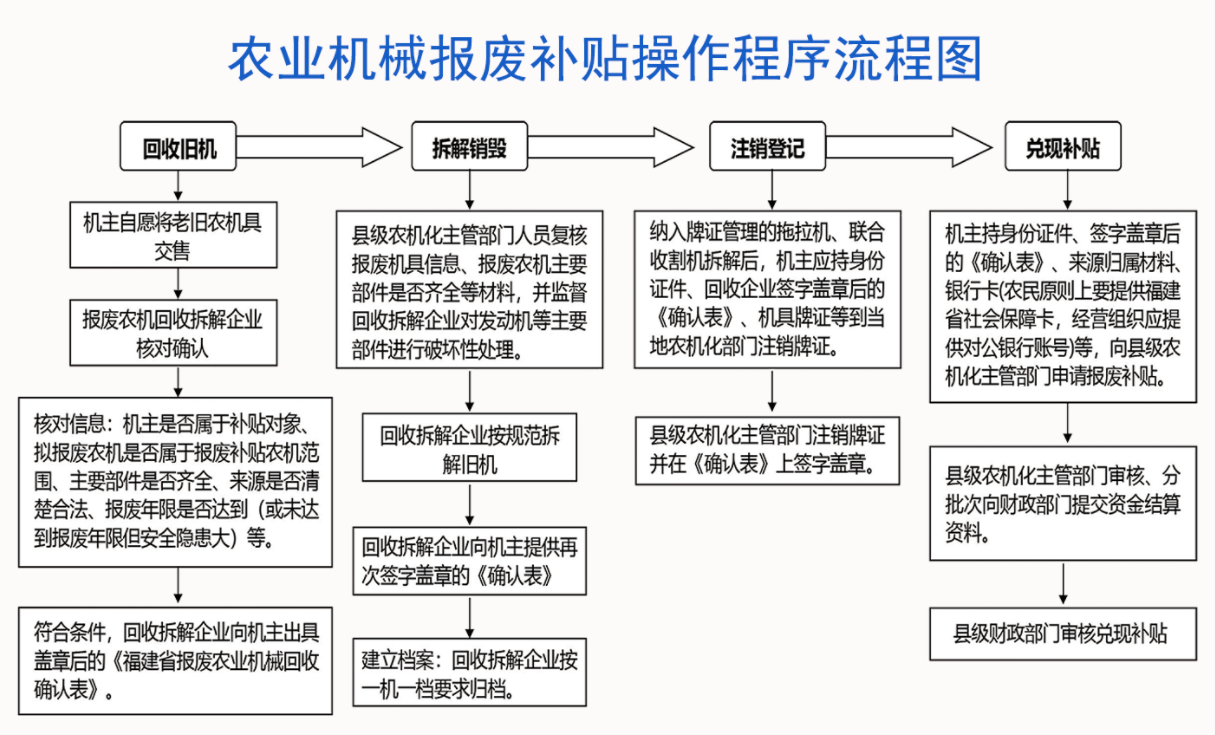 农业机械报废补贴操作程序流程图
回收旧机
机主自愿将老旧农机具
交售
报废农机回收拆解企业
核对确认
核对信息：机主是否属于补贴对象、
拟报废农机是否属于报废补贴农机范
围、主要部件是否齐全、来源是否清
楚合法、报废年限是否达到（或未达
到报废年限但安全隐患大）等。
符合条件，回收拆解企业向机主出具
盖章后的《福建省报废农业机械回收
确认表》。
拆解销毁
县级农机化主管部门人员复核
报废机具信息、报废农机主要
部件是否齐全等材料，并监督
回收拆解企业对发动机等主要
部件进行破坏性处理。
回收拆解企业按规范拆
解旧机
回收拆解企业向机主提供再
次签字盖章的《确认表》
建立档案：回收拆解企业按
一机一档要求归档。
注销登记
纳入牌证管理的拖拉机、联合
收割机拆解后，机主应持身份
证件、回收企业签字盖章后的
《确认表》、机具牌证等到当
地农机化部门注销牌证。
县级农机化主管部门注销牌证
并在《确认表》上签字盖章。
兑现补贴
机主持身份证件、签字盖章后
的《确认表》、来源归属材料、
银行卡(农民原则上要提供福建
省社会保障卡，经营组织应提
供对公银行账号)等，向县级农
机化主管部门申请报废补贴。
县级农机化主管部门审核、分
批次向财政部门提交资金结算
资料。
县级财政部门审核兑现补贴